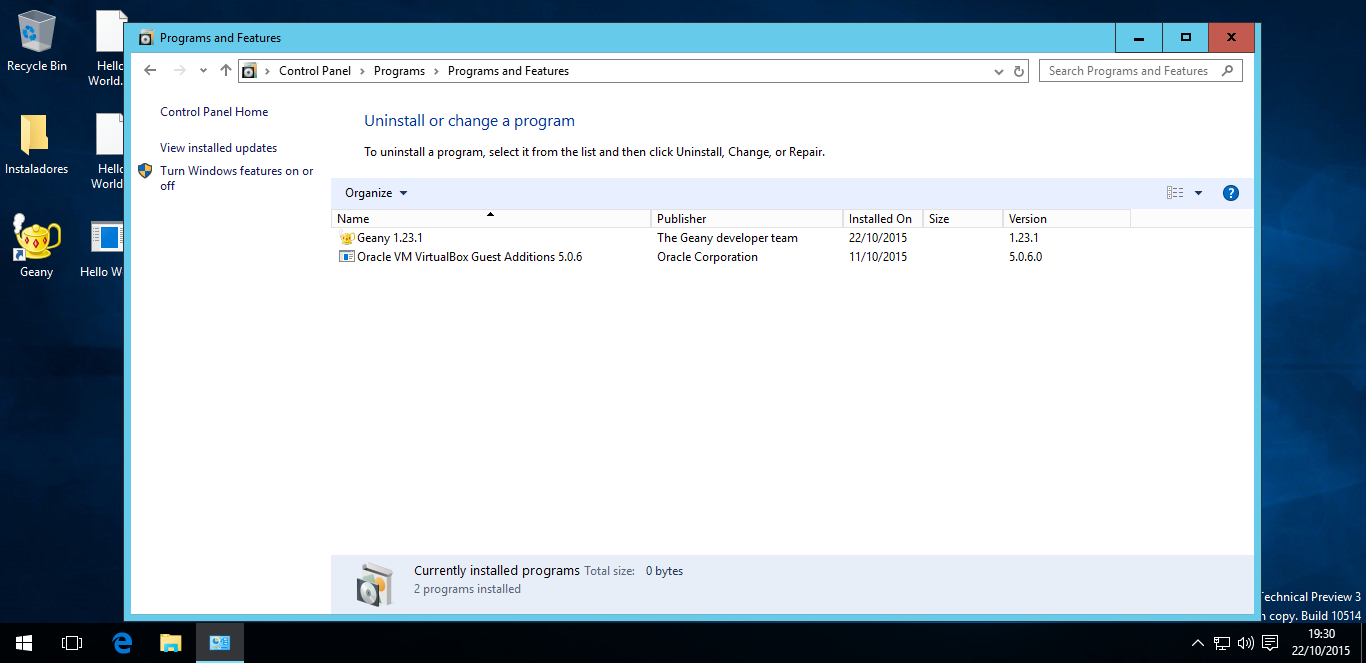 Recycle Bin
Hello
World.
Instaladores
Hello
World
Geany
Hello W
Programs and Features
Control Panel > Programs > Programs and Features
Search Programs and Features
Control Panel Home
View installed updates
Turn Windows features on or
off
Uninstall or change a program
To uninstall a program, select it from the list and then click Uninstall, Change, or Repair.
Organize
?
Name Publisher Installed On Size Version
Geany 1.23.1 The Geany developer team 22/10/2015 1.23.1
Oracle VM VirtualBox Guest Additions 5.0.6 Oracle Corporation 11/10/2015 5.0.6.0
Currently installed programs Total size: 0 bytes
2 programs installed
Technical Preview 3
copy. Build 10514
19:30
22/10/2015